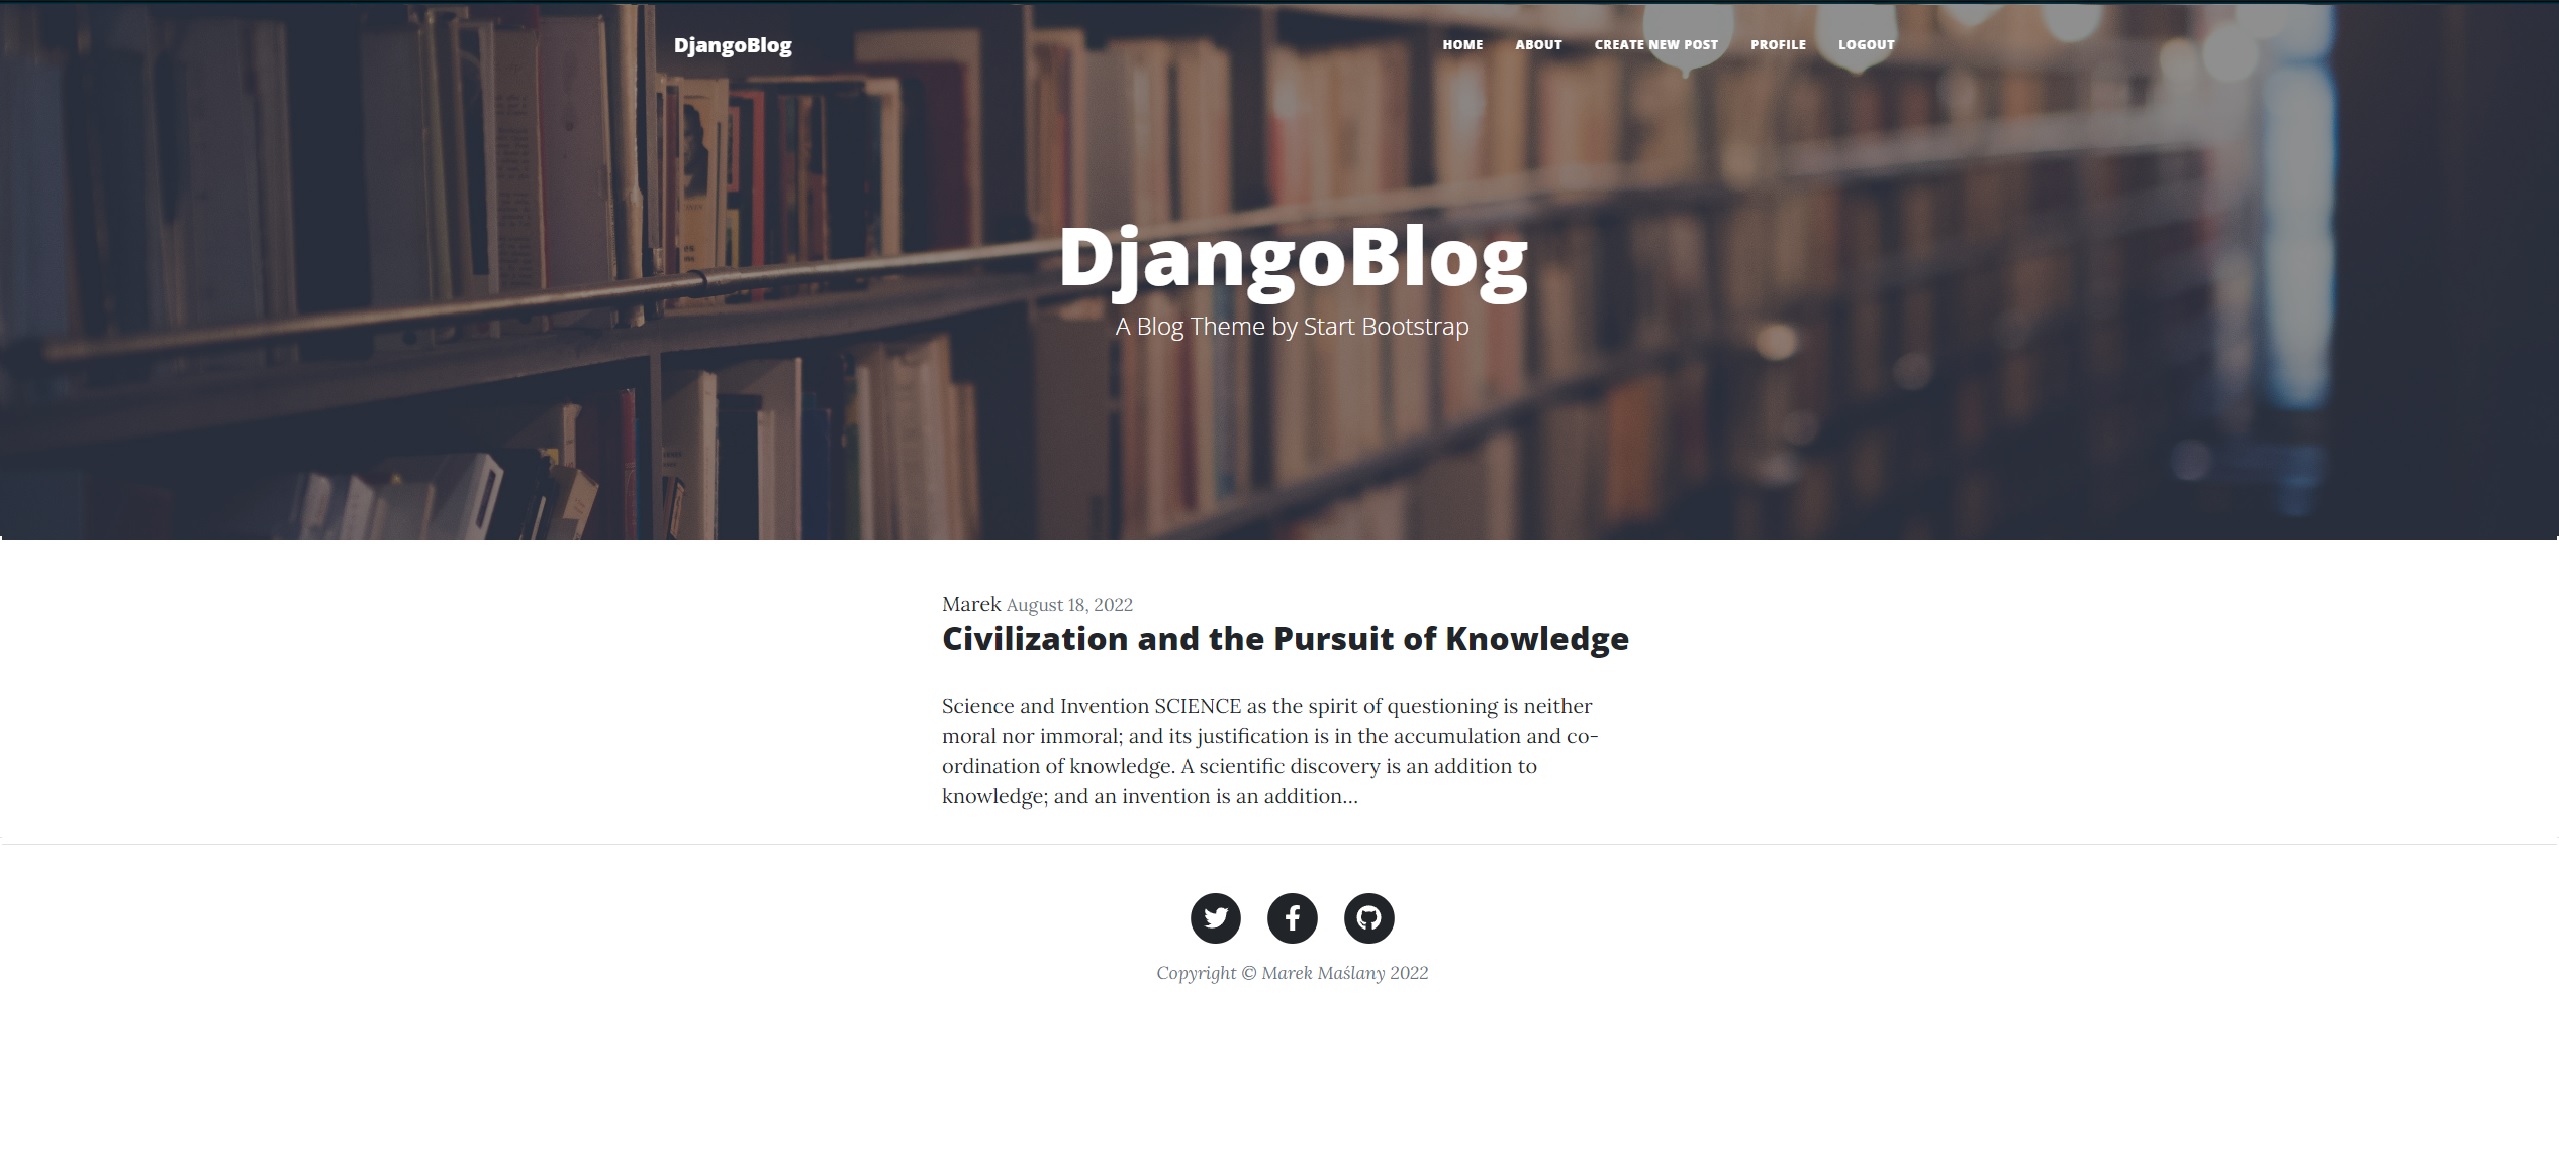 DjangoBlog
HOME ABOUT CREATE NEW POST PROFILE LOGOUT
DjangoBlog
A Blog Theme by Start Bootstrap
Marek August 18, 2022
Civilization and the Pursuit of Knowledge
Science and Invention SCIENCE as the spirit of questioning is neither
moral nor immoral; and its justification is in the accumulation and co-
ordination of knowledge. A scientific discovery is an addition to
knowledge; and an invention is an addition...
Copyright © Marek Maślany 2022